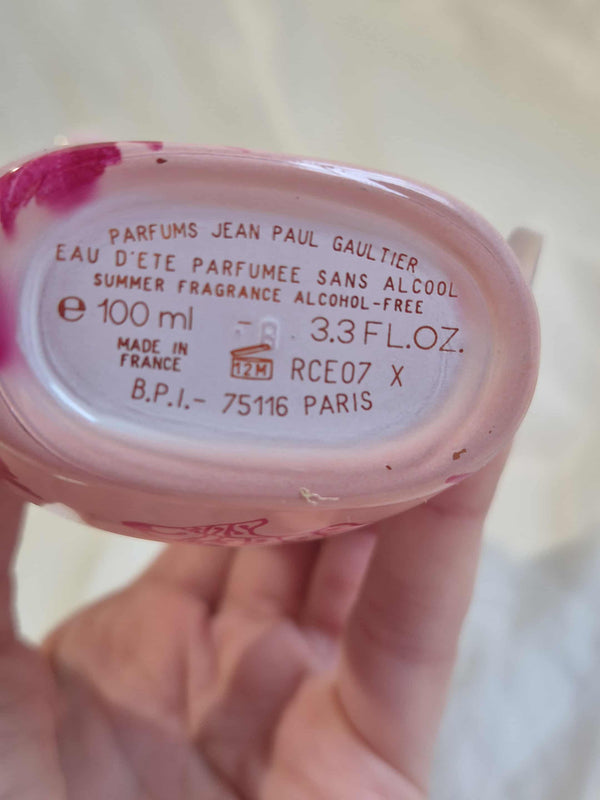 PARFUMS JEAN PAUL GAULTIER
EAU D'ETE PARFUMEE SANS ALCOOL
SUMMER FRAGRANCE ALCOHOL-FREE
e 100 ml 3.3 FL.OZ.
MADE IN
FRANCE
12M RCE07 X
B.P.I.- 75116 PARIS